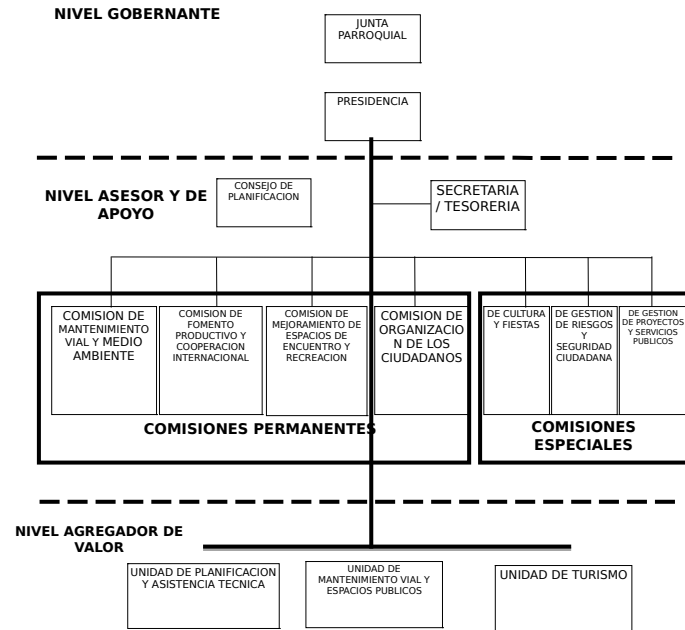 NIVEL GOBERNANTE
JUNTA
PARROQUIAL
PRESIDENCIA
NIVEL ASESOR Y DE
APOYO
CONSEJO DE
PLANIFICACION
SECRETARIA
/ TESORERIA
COMISION DE
MANTENIMIENTO
VIAL Y MEDIO
AMBIENTE
COMISION DE
FOMENTO
PRODUCTIVO Y
COOPERACION
INTERNACIONAL
COMISION DE
MEJORAMIENTO DE
ESPACIOS DE
ENCUENTRO Y
RECREACION
COMISION DE
ORGANIZACIO
N DE LOS
CIUDADANOS
DE CULTURA
Y FIESTAS
DE GESTION
DE RIESGOS
Y
SEGURIDAD
CIUDADANA
DE GESTION
DE PROYECTOS
Y SERVICIOS
PUBLICOS
COMISIONES PERMANENTES
COMISIONES
ESPECIALES
NIVEL AGREGADOR DE
VALOR
UNIDAD DE PLANIFICACION
Y ASISTENCIA TECNICA
UNIDAD DE
MANTENIMIENTO VIAL Y
ESPACIOS PUBLICOS
UNIDAD DE TURISMO